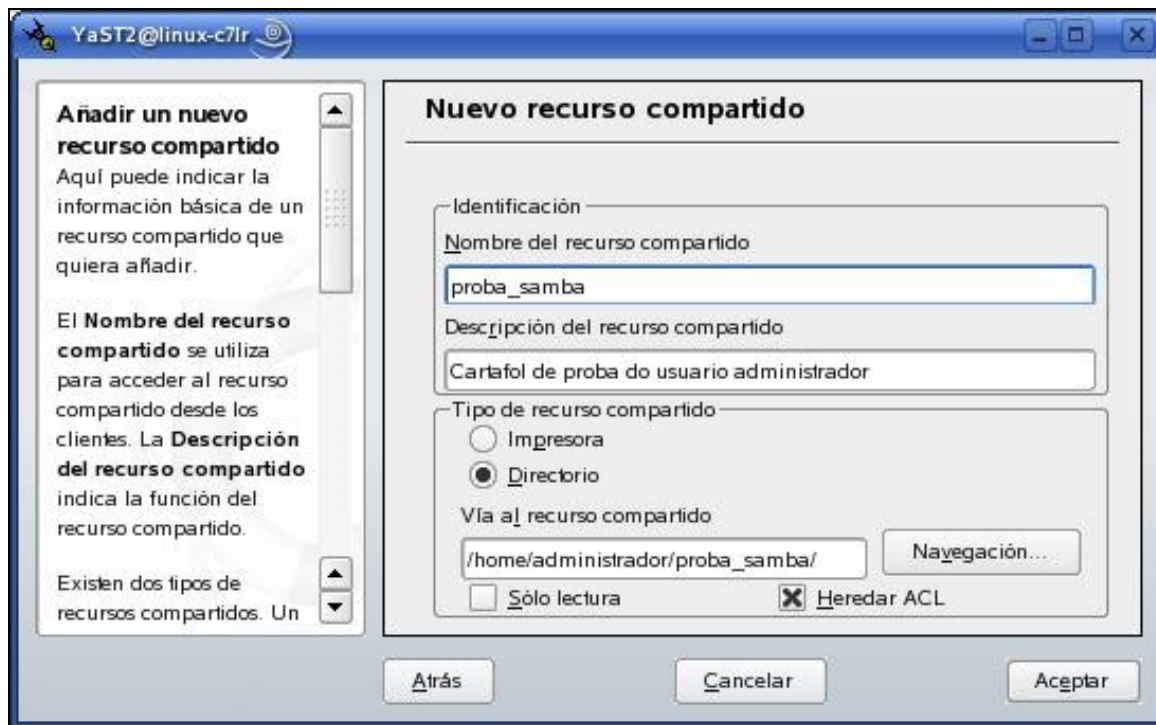 YaST2@linux-c7lr
Añadir un nuevo
recurso compartido
Aquí puede indicar la
información básica de un
recurso compartido que
quiera añadir.
El Nombre del recurso
compartido se utiliza
para acceder al recurso
compartido desde los
clientes. La Descripción
del recurso compartido
indica la función del
recurso compartido.
Existen dos tipos de
recursos compartidos. Un
Nuevo recurso compartido
Identificación
Nombre del recurso compartido
proba_samba
Descripción del recurso compartido
Cartafol de proba do usuario administrador
Tipo de recurso compartido
Impresora
Directorio
Vía al recurso compartido
/home/administrador/proba_samba/
Navegación...
Sólo lectura
Heredar ACL
Atrás
Cancelar
Aceptar